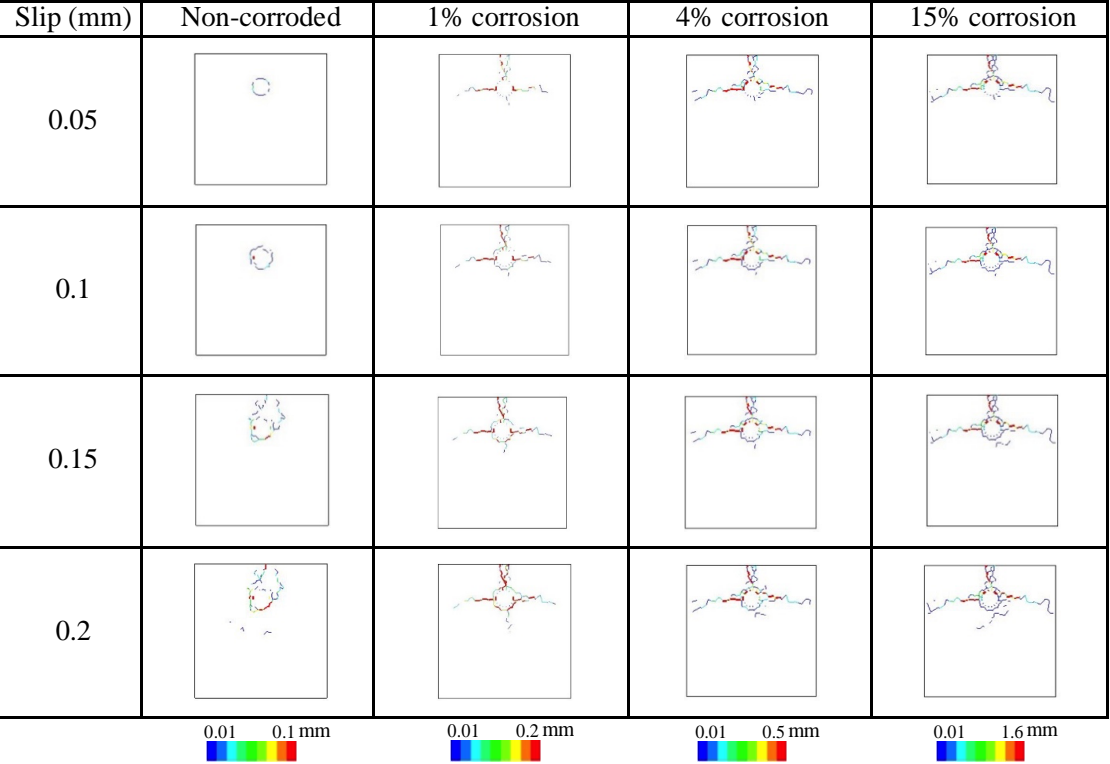 Slip (mm) Non-corroded 1% corrosion 4% corrosion 15% corrosion
0.05
0.1
0.15
0.2
0.01 0.1 mm 0.01 0.2 mm 0.01 0.5 mm 0.01 1.6 mm